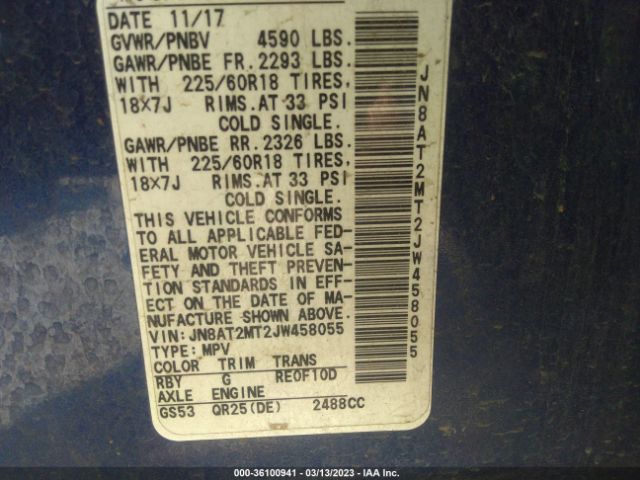 DATE 11/17
GVWR/PNBV 4590 LBS.
GAWR/PNBE FR. 2293 LBS.
WITH 225/60R18 TIRES,
18X7J RIMS.AT 33 PSI
COLD SINGLE.
GAWR/PNBE RR. 2326 LBS.
WITH 225/60R18 TIRES,
18X7J RIMS.AT 33 PSI
COLD SINGLE.
THIS VEHICLE CONFORMS
TO ALL APPLICABLE FED-
ERAL MOTOR VEHICLE SA-
FETY AND THEFT PREVEN-
TION STANDARDS IN EFF-
ECT ON THE DATE OF MA-
NUFACTURE SHOWN ABOVE.
VIN: JN8AT2MT2JW458055
TYPE: MPV
COLOR TRIM TRANS
RBY G RE0F10D
AXLE ENGINE
GS53 QR25(DE) 2488CC
JN8AT2MT2JW458055
000-36100941 - 03/13/2023 - IAA Inc.